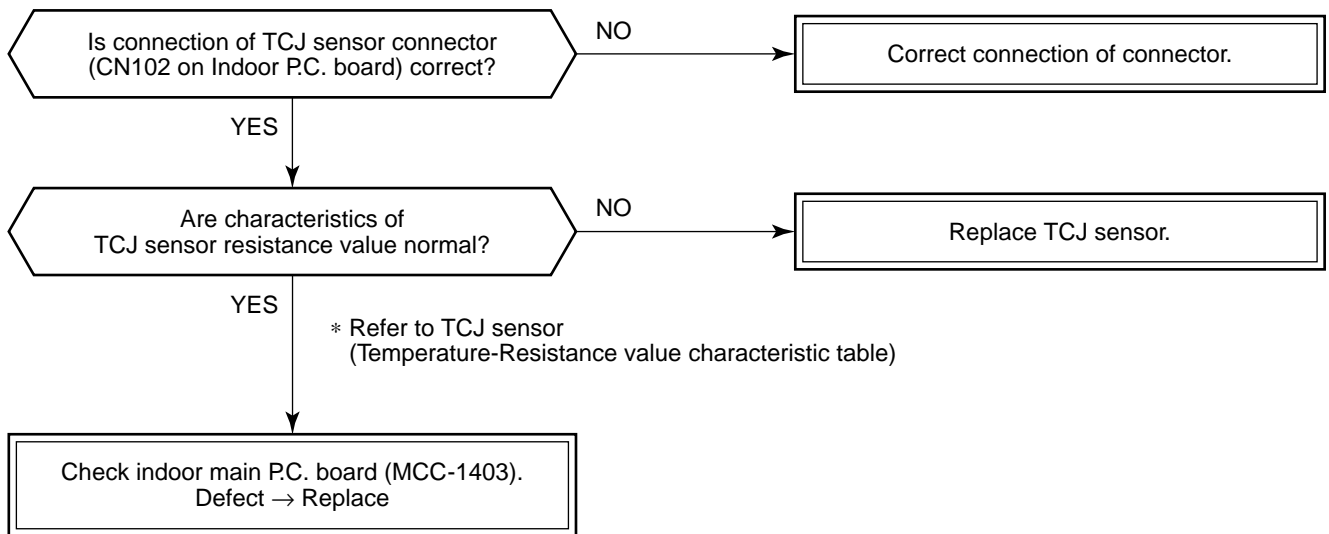 Is connection of TCJ sensor connector
(CN102 on Indoor P.C. board) correct?
NO
Correct connection of connector.
YES
Are characteristics of
TCJ sensor resistance value normal?
NO
Replace TCJ sensor.
YES
* Refer to TCJ sensor
(Temperature-Resistance value characteristic table)
Check indoor main P.C. board (MCC-1403).
Defect → Replace